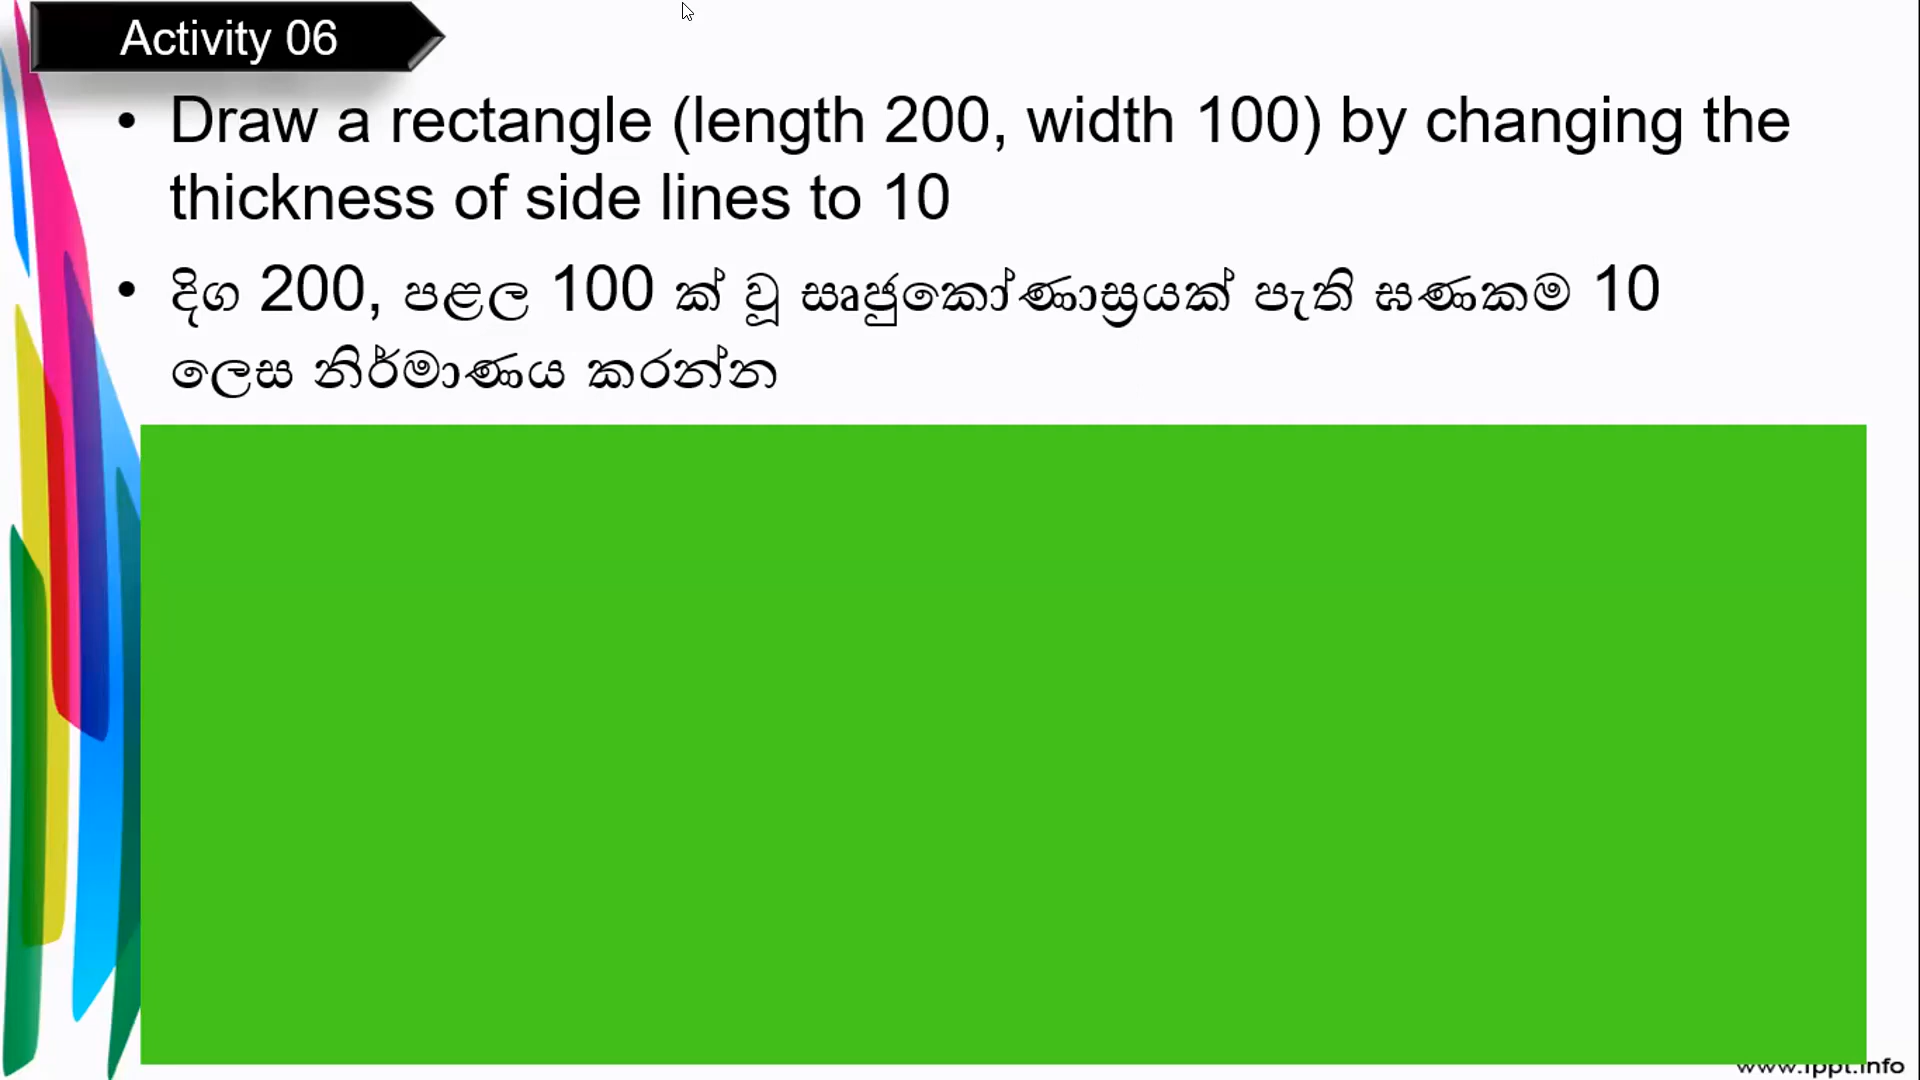 Activity 06
• Draw a rectangle (length 200, width 100) by changing the
thickness of side lines to 10
• දිග 200, පළල 100 ක් වූ සෘජුකෝණාස්‍රයක් පැති ඝණකම 10
ලෙස නිර්මාණය කරන්න
www.fppt.info